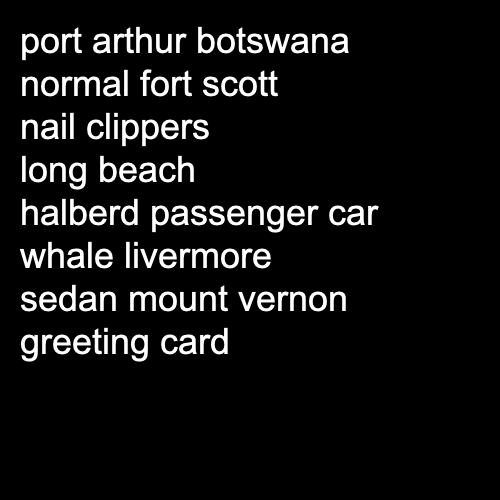 port arthur botswana
normal fort scott
nail clippers
long beach
halberd passenger car
whale livermore
sedan mount vernon
greeting card